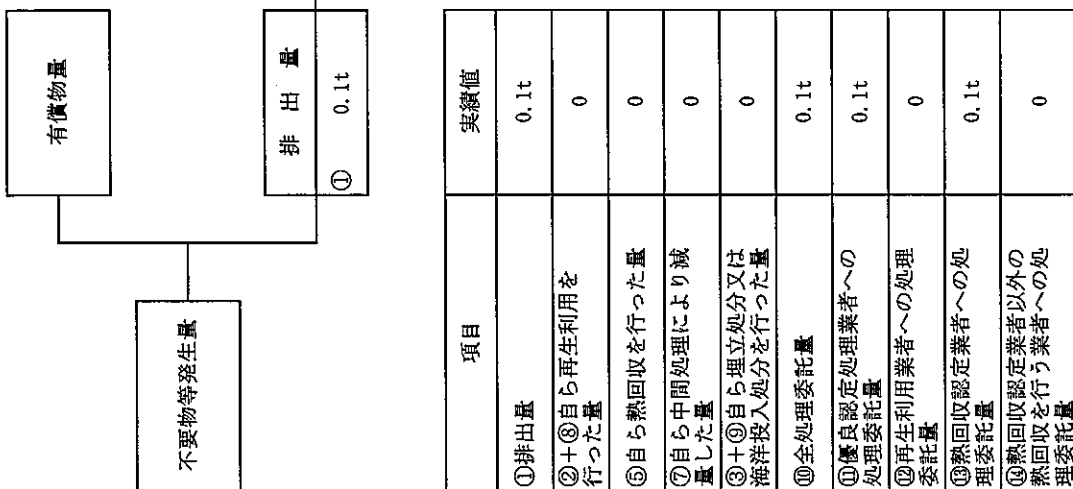 有償物量
不要物等発生量
排出量
① 0.1t
項目 実績値
①排出量 0.1t
②+⑧自ら再生利用を
行った量 0
⑤自ら熱回収を行った量 0
⑦自ら中間処理により減
量した量 0
③+⑨自ら埋立処分又は
海洋投入処分を行った量 0
⑩全処理委託量 0.1t
⑪優良認定処理業者への
処理委託量 0.1t
⑫再生利用業者への処理
委託量 0
⑬熱回収認定業者への処
理委託量 0.1t
⑭熱回収認定業者以外の
熱回収を行う業者への処
理委託量 0